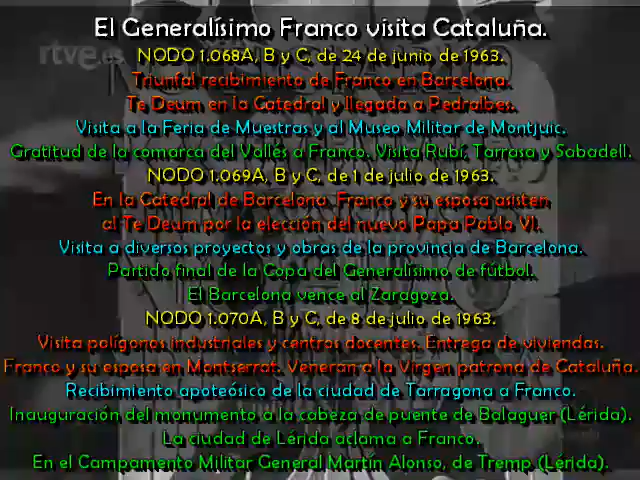 El Generalísimo Franco visita Cataluña.
rtve.es
NODO 1.068A, B y C, de 24 de junio de 1963.
Triunfal recibimiento de Franco en Barcelona.
Te Deum en la Catedral y llegada a Pedralbes.
Visita a la Feria de Muestras y al Museo Militar de Montjuic.
Gratitud de la comarca del Vallés a Franco. Visita Rubí, Tarrasa y Sabadell.
NODO 1.069A, B y C, de 1 de julio de 1963.
En la Catedral de Barcelona, Franco y su esposa asisten
al Te Deum por la elección del nuevo Papa Pablo VI.
Visita a diversos proyectos y obras de la provincia de Barcelona.
Partido final de la Copa del Generalísimo de fútbol.
El Barcelona vence al Zaragoza.
NODO 1.070A, B y C, de 8 de julio de 1963.
Visita polígonos industriales y centros docentes. Entrega de viviendas.
Franco y su esposa en Montserrat. Veneran a la Virgen patrona de Cataluña.
Recibimiento apoteósico de la ciudad de Tarragona a Franco.
Inauguración del monumento a la cabeza de puente de Balaguer (Lérida).
La ciudad de Lérida aclama a Franco.
En el Campamento Militar General Martín Alonso, de Tremp (Lérida).